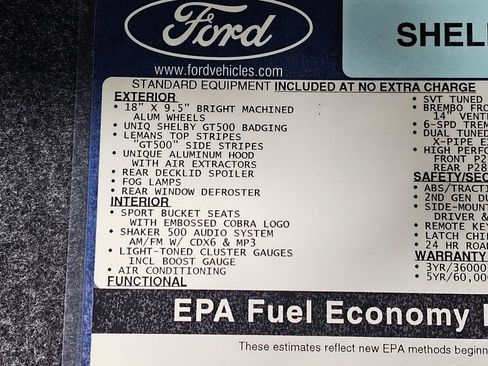 Ford
SHEL
www.fordvehicles.com
STANDARD EQUIPMENT INCLUDED AT NO EXTRA CHARGE
EXTERIOR
• 18" X 9.5" BRIGHT MACHINED
ALUM WHEELS
• UNIQ SHELBY GT500 BADGING
• LEMANS TOP STRIPES
"GT500" SIDE STRIPES
• UNIQUE ALUMINUM HOOD
WITH AIR EXTRACTORS
• REAR DECKLID SPOILER
• FOG LAMPS
• REAR WINDOW DEFROSTER
INTERIOR
• SPORT BUCKET SEATS
WITH EMBOSSED COBRA LOGO
• SHAKER 500 AUDIO SYSTEM
AM/FM W/ CDX6 & MP3
• LIGHT-TONED CLUSTER GAUGES
INCL BOOST GAUGE
• AIR CONDITIONING
FUNCTIONAL
• SVT TUNED
• BREMBO FRO
14" VENT
• 6-SPD TREM
• DUAL TUNED
X-PIPE E
• HIGH PERFO
FRONT P2
REAR P28
SAFETY/SEC
• ABS/TRACTI
• 2ND GEN DU
• SIDE-MOUNT
DRIVER &
• REMOTE KEY
• LATCH CHIL
• 24 HR ROAD
WARRANTY
• 3YR/36000
• 5YR/60,00
EPA Fuel Economy
These estimates reflect new EPA methods beginn